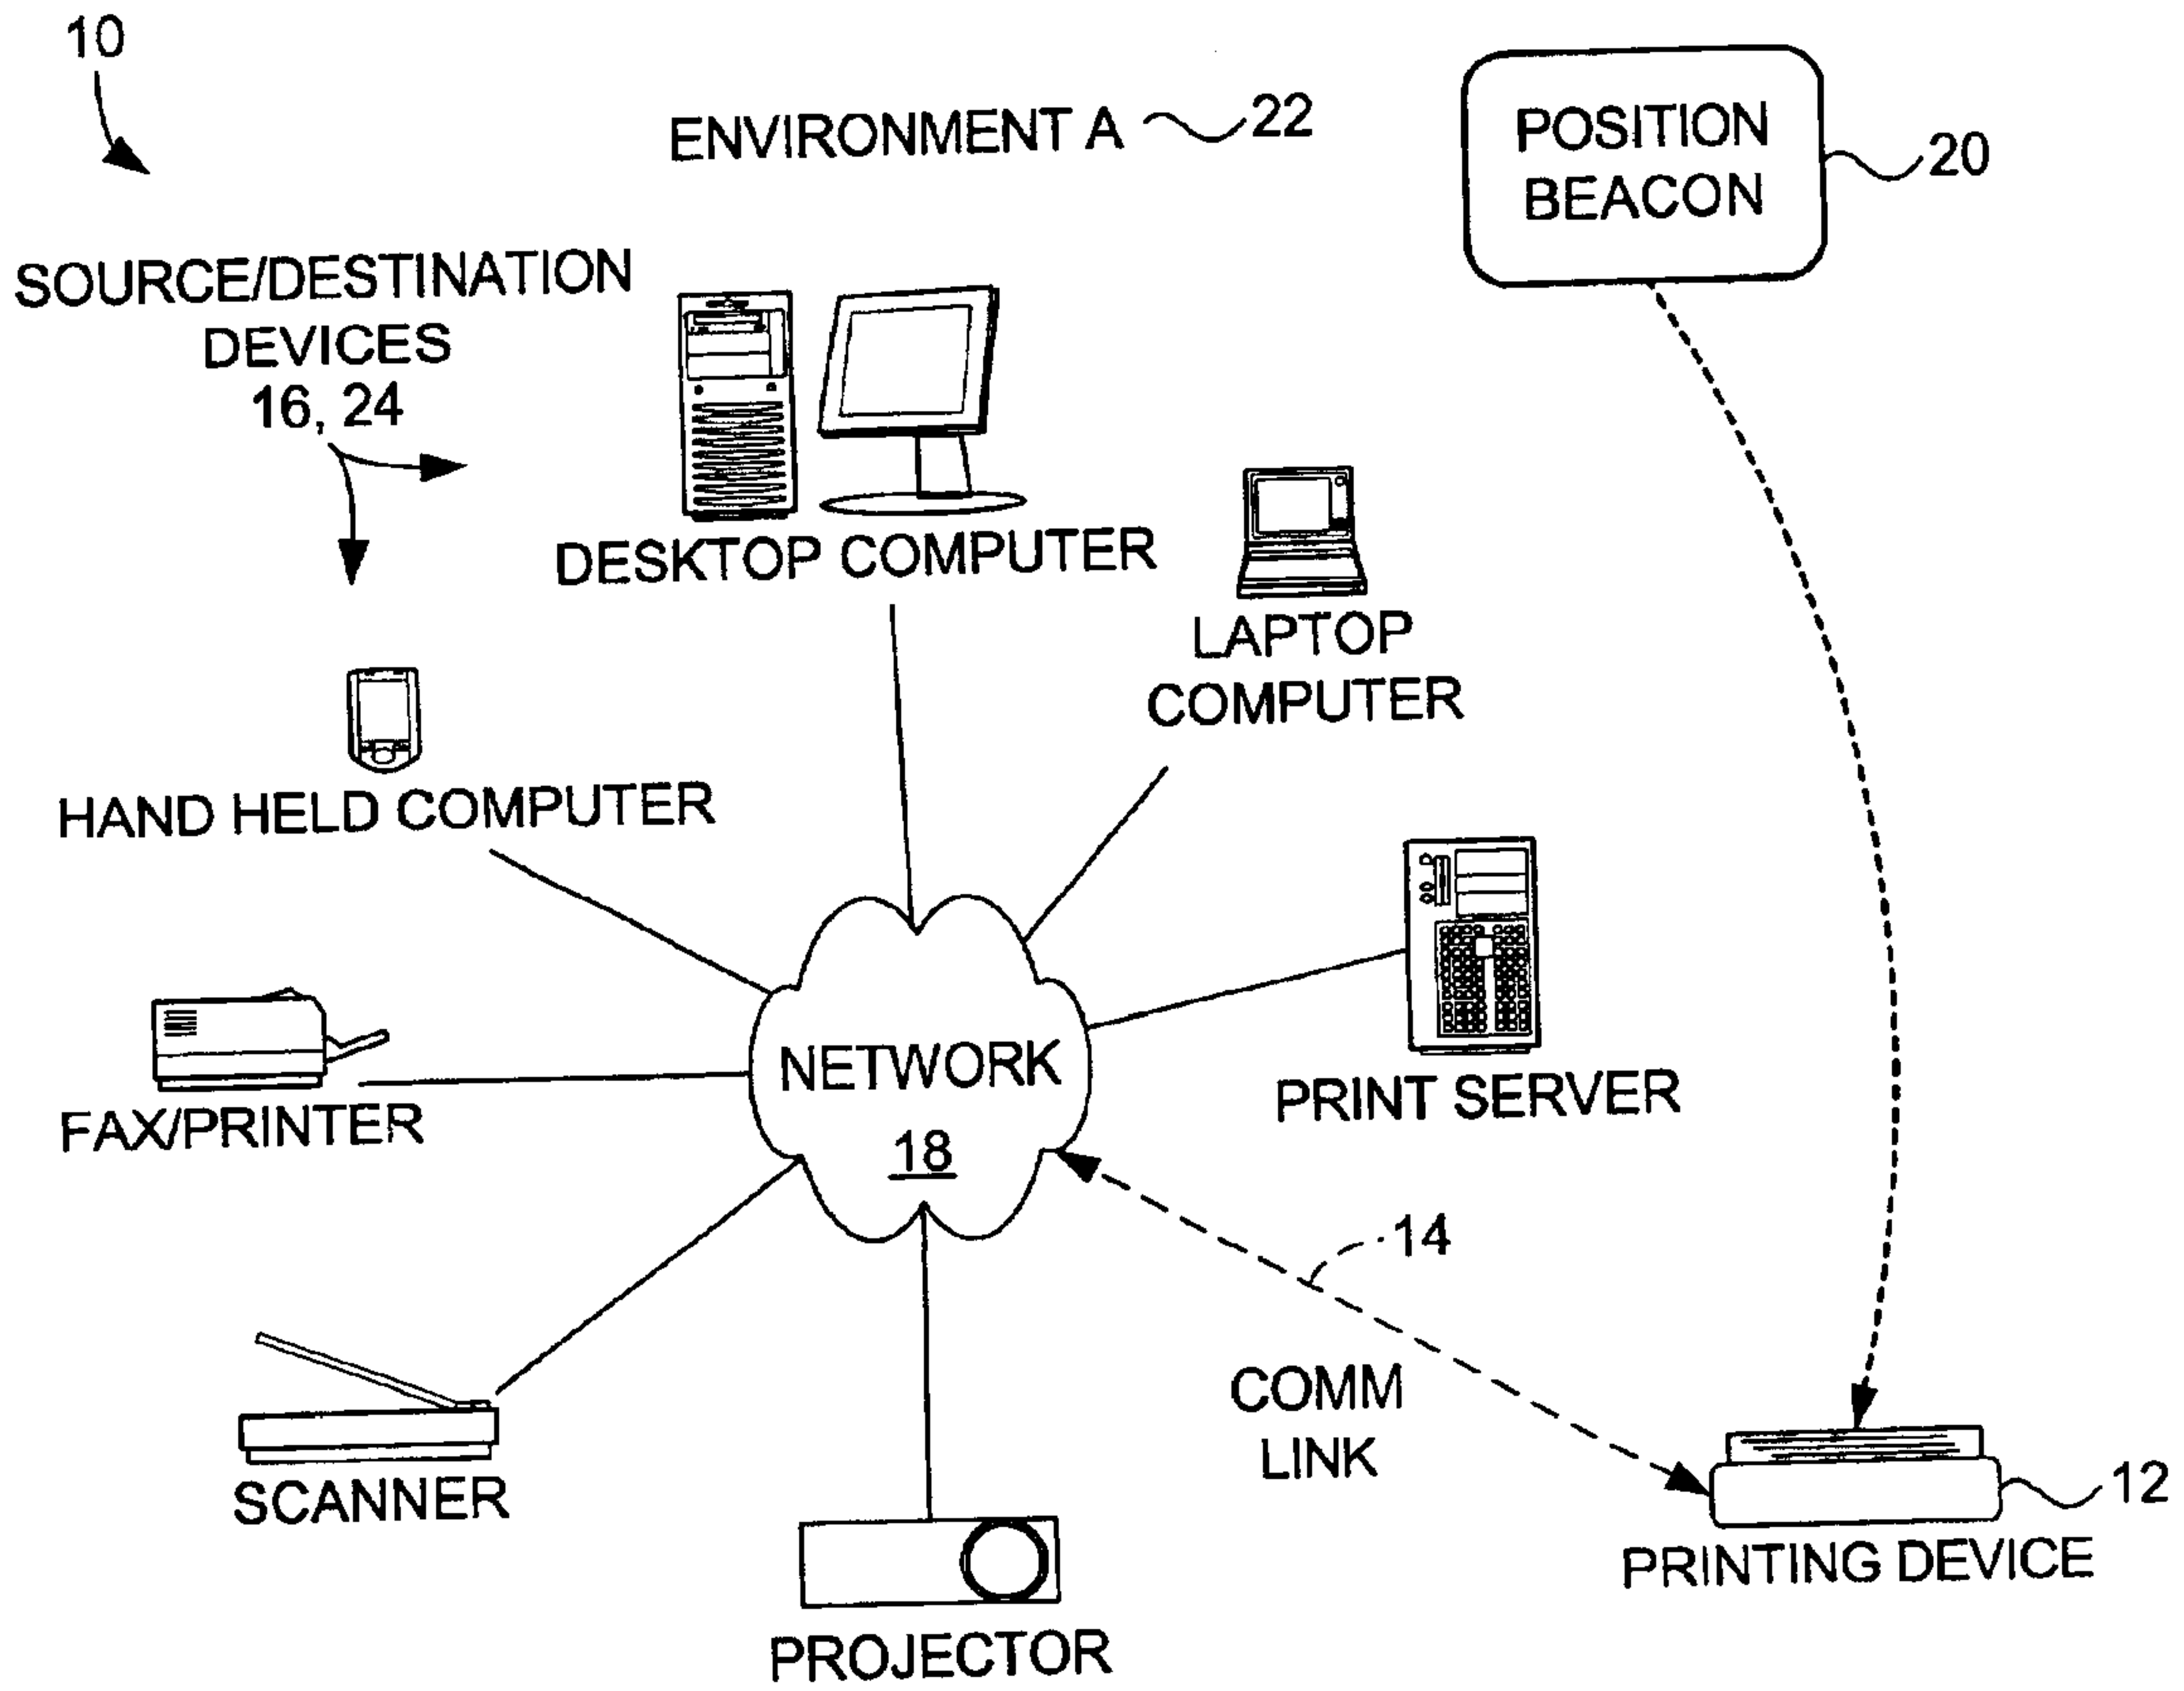 10
ENVIRONMENT A 22
POSITION
BEACON
20
SOURCE/DESTINATION
DEVICES
16, 24
DESKTOP COMPUTER
LAPTOP
COMPUTER
HAND HELD COMPUTER
NETWORK
18
PRINT SERVER
FAX/PRINTER
14
COMM
LINK
SCANNER
12
PRINTING DEVICE
PROJECTOR